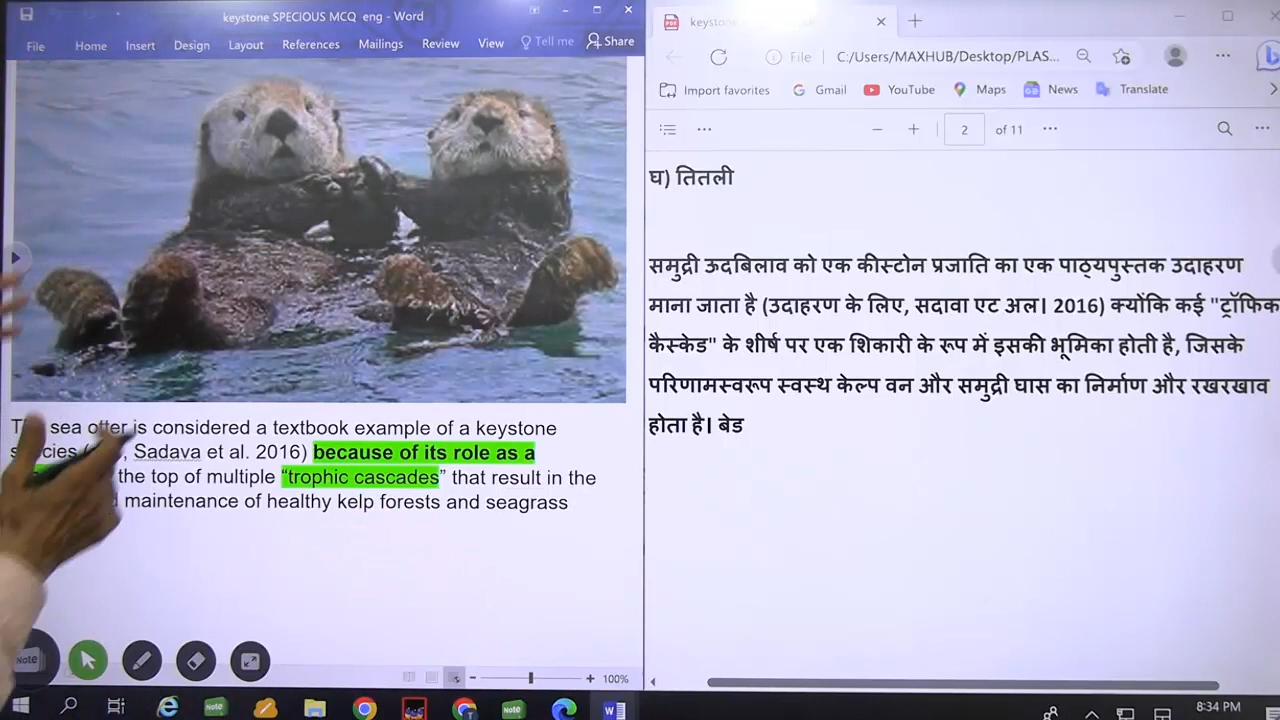 keystone SPECIOUS MCQ eng - Word
File Home Insert Design Layout References Mailings Review View Tell me Share
sea otter is considered a textbook example of a keystone
Sadava et al. 2016) because of its role as a
the top of multiple “trophic cascades” that result in the
maintenance of healthy kelp forests and seagrass
Note
100%
keystone
File C:/Users/MAXHUB/Desktop/PLAS...
Import favorites Gmail YouTube Maps News Translate
2 of 11
घ) तितली
समुद्री ऊदबिलाव को एक कीस्टोन प्रजाति का एक पाठ्यपुस्तक उदाहरण
माना जाता है (उदाहरण के लिए, सदावा एट अल। 2016) क्योंकि कई "ट्रॉफिक
कैस्केड" के शीर्ष पर एक शिकारी के रूप में इसकी भूमिका होती है, जिसके
परिणामस्वरूप स्वस्थ केल्प वन और समुद्री घास का निर्माण और रखरखाव
होता है। बेड
Note Note
8:34 PM